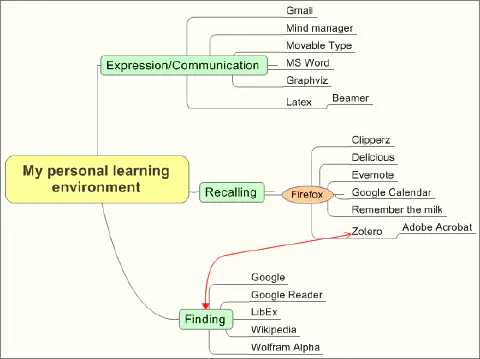 Gmail
Mind manager
Movable Type
Expression/Communication
MS Word
Graphviz
Latex
Beamer
My personal learning
environment
Recalling
Firefox
Clipperz
Delicious
Evernote
Google Calendar
Remember the milk
Zotero
Adobe Acrobat
Finding
Google
Google Reader
LibEx
Wikipedia
Wolfram Alpha